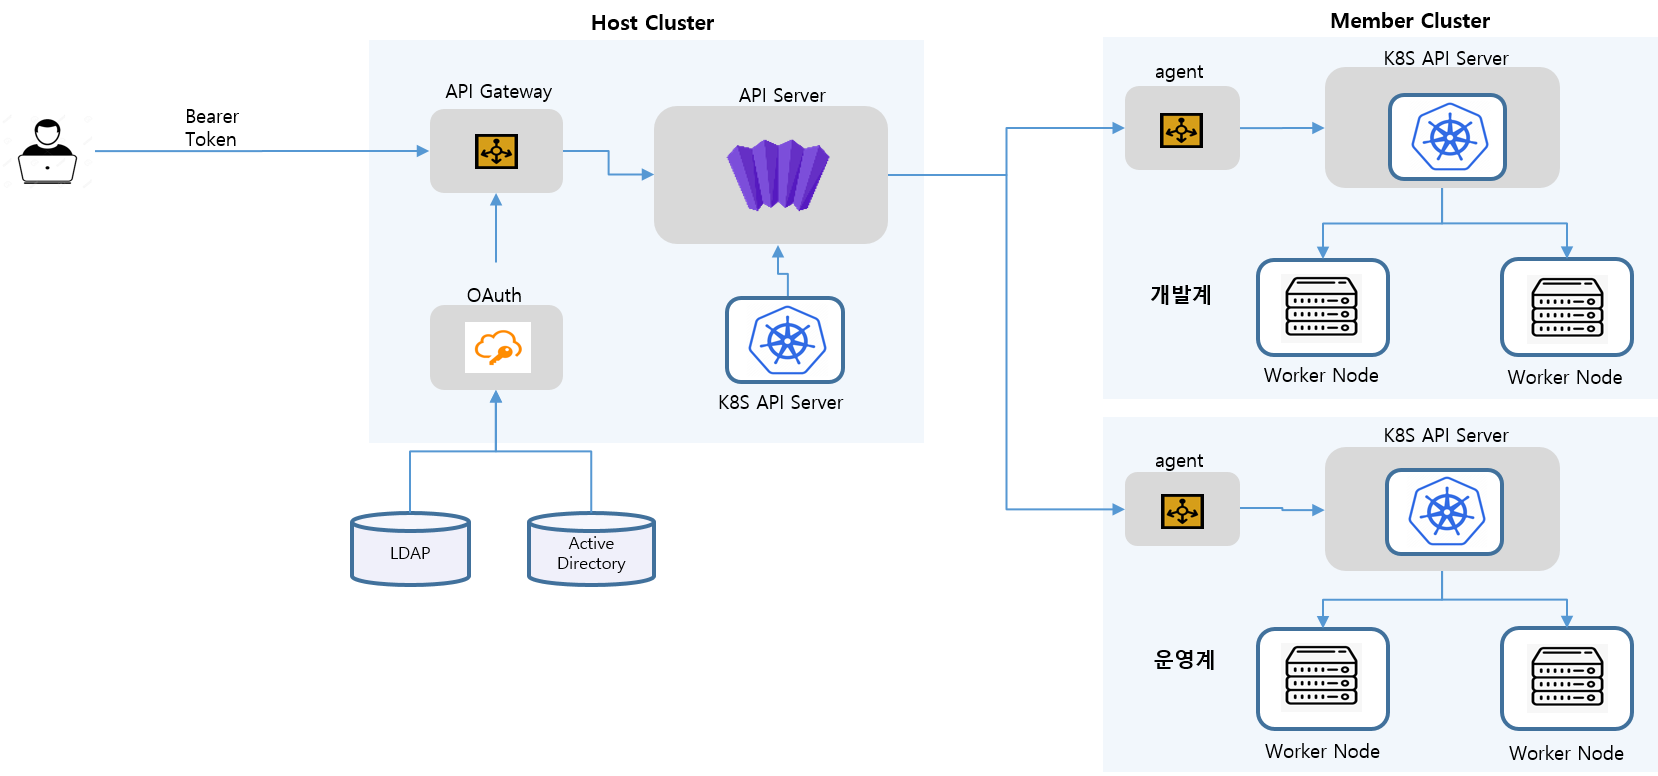 Host Cluster
Member Cluster
Bearer
Token
API Gateway
API Server
OAuth
K8S API Server
LDAP
Active
Directory
agent
K8S API Server
개발계
Worker Node
Worker Node
agent
K8S API Server
운영계
Worker Node
Worker Node